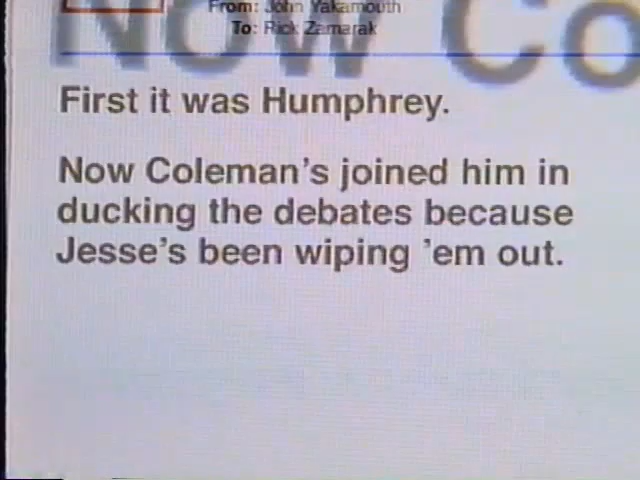 From: John Yakamouth
To: Rick Zamarak
Now Co
First it was Humphrey.
Now Coleman's joined him in
ducking the debates because
Jesse's been wiping 'em out.